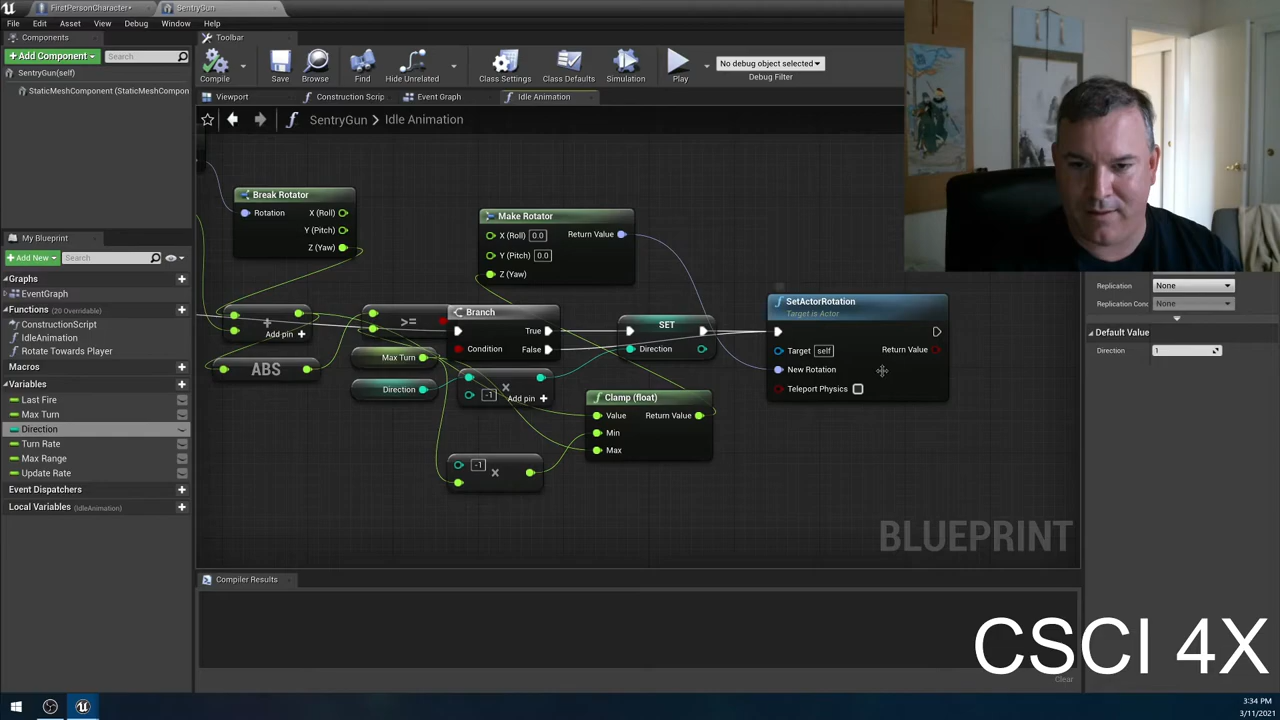 FirstPersonCharacter*
SentryGun
File Edit Asset View Debug Window Help
Components
Toolbar
Add Component Search
Compile Save Browse Find Hide Unrelated Class Settings Class Defaults Simulation Play
No debug object selected
Debug Filter
SentryGun(self)
StaticMeshComponent (StaticMeshCompon
Viewport Construction Scrip Event Graph Idle Animation
SentryGun > Idle Animation
Break Rotator
Rotation X (Roll)
Y (Pitch)
Z (Yaw)
Make Rotator
X (Roll) 0.0 Return Value
Y (Pitch) 0.0
Z (Yaw)
My Blueprint
Add New Search
Graphs
EventGraph
Functions (20 Overridable)
ConstructionScript
IdleAnimation
Rotate Towards Player
Macros
Variables
Last Fire
Max Turn
Direction
Turn Rate
Max Range
Update Rate
Event Dispatchers
Local Variables (IdleAnimation)
+
Add pin +
ABS
>=
Branch
True
Condition False
Max Turn
Direction
-1 x Add pin +
-1 x
SET
Direction
Clamp (float)
Value Return Value
Min
Max
SetActorRotation
Target is Actor
Target self Return Value
New Rotation
Teleport Physics
Replication None
Replication Conc None
Default Value
Direction 1
BLUEPRINT
Compiler Results
Clear
CSCI 4X
3:34 PM
3/11/2021